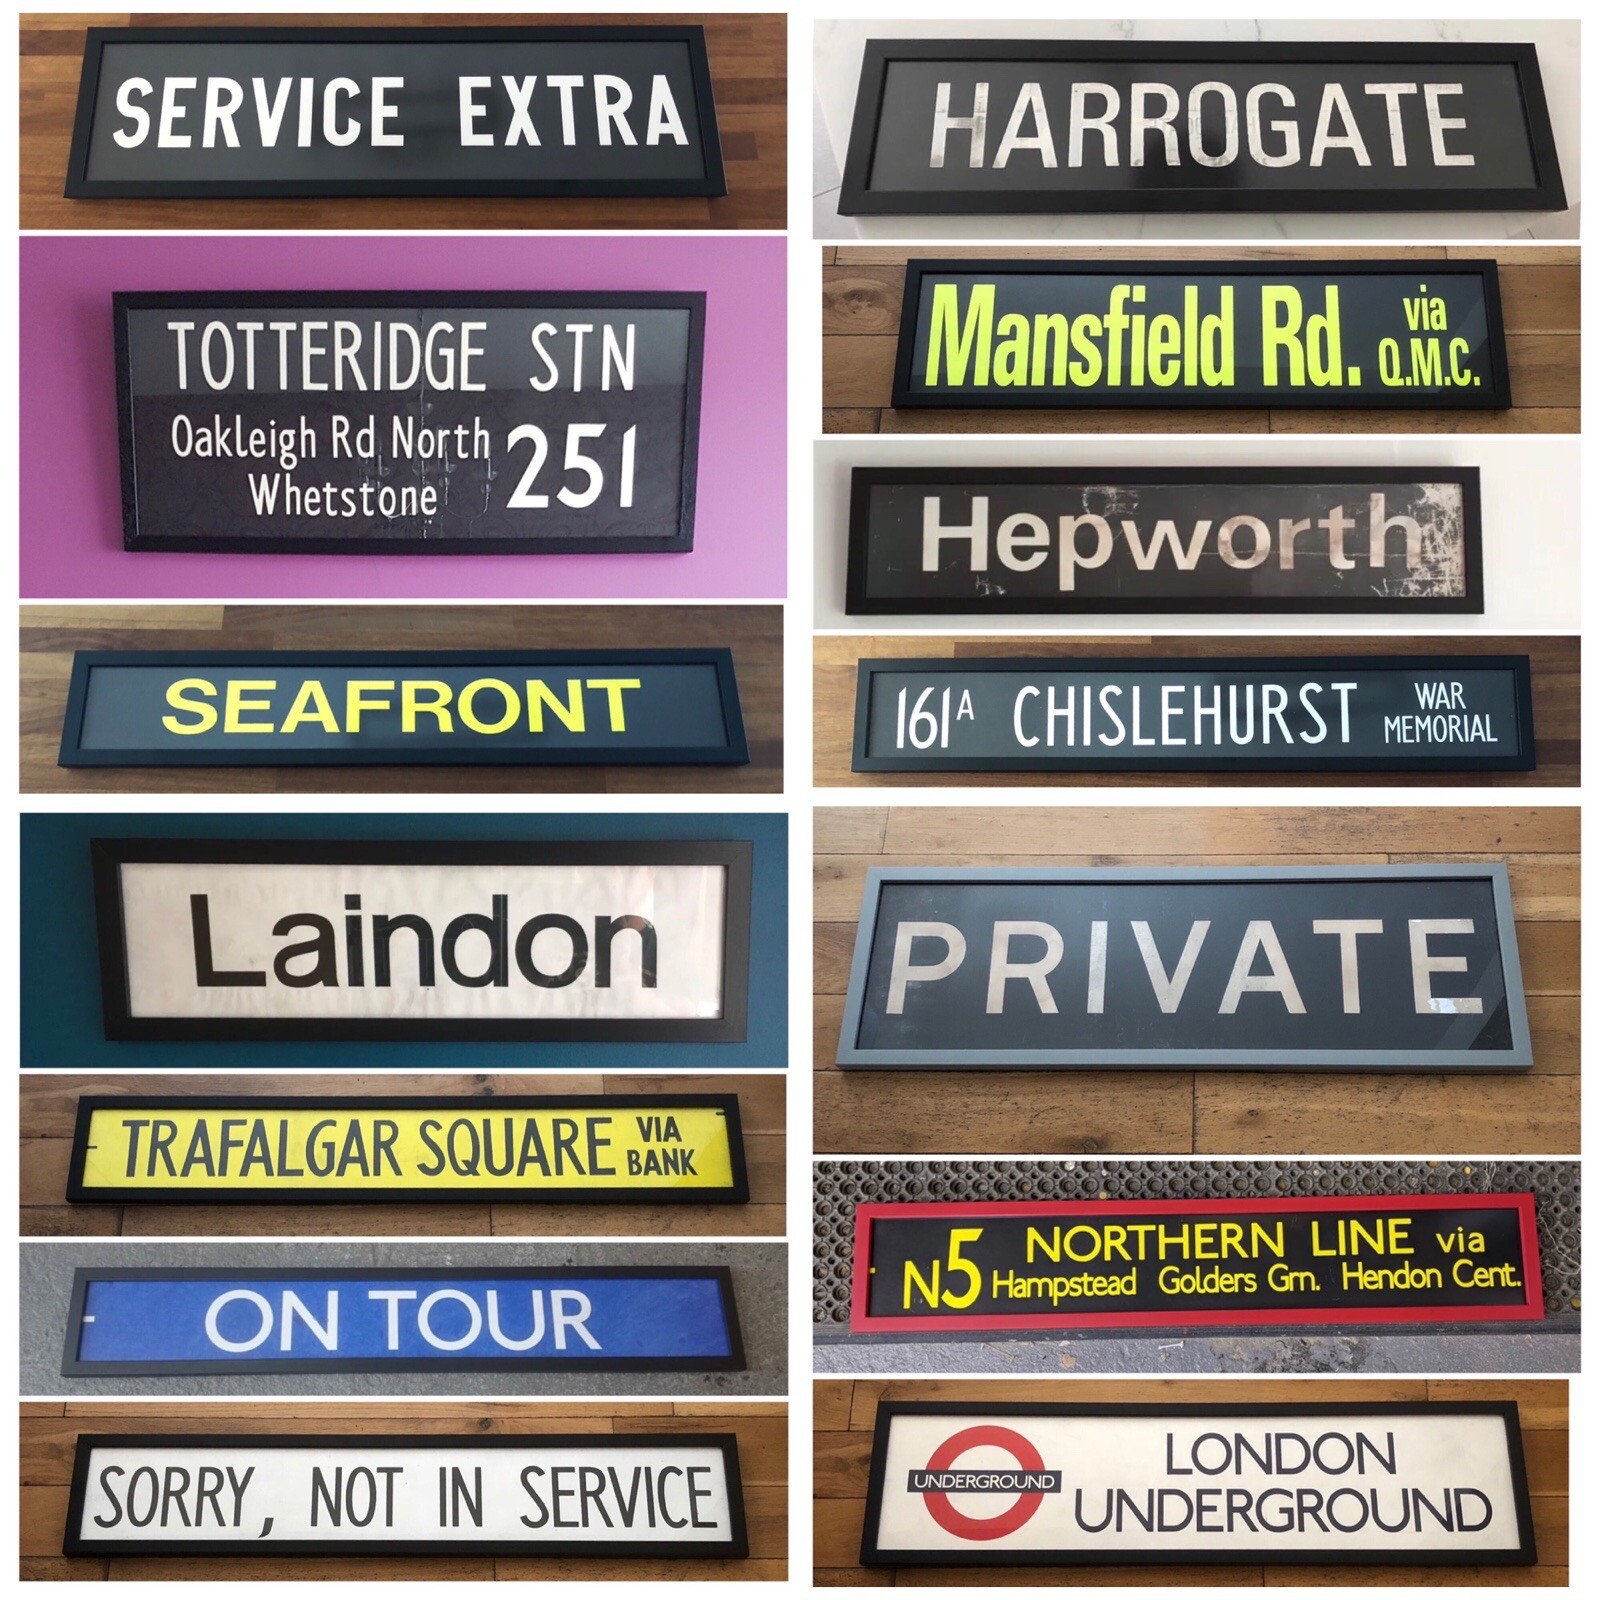 SERVICE EXTRA
TOTTERIDGE STN
Oakleigh Rd North
Whetstone
251
SEAFRONT
Laindon
TRAFALGAR SQUARE VIA
BANK
ON TOUR
SORRY, NOT IN SERVICE
HARROGATE
Mansfield Rd. via
Q.M.C.
Hepworth
161A CHISLEHURST WAR
MEMORIAL
PRIVATE
N5 NORTHERN LINE via
Hampstead Golders Grn. Hendon Cent.
UNDERGROUND
LONDON
UNDERGROUND